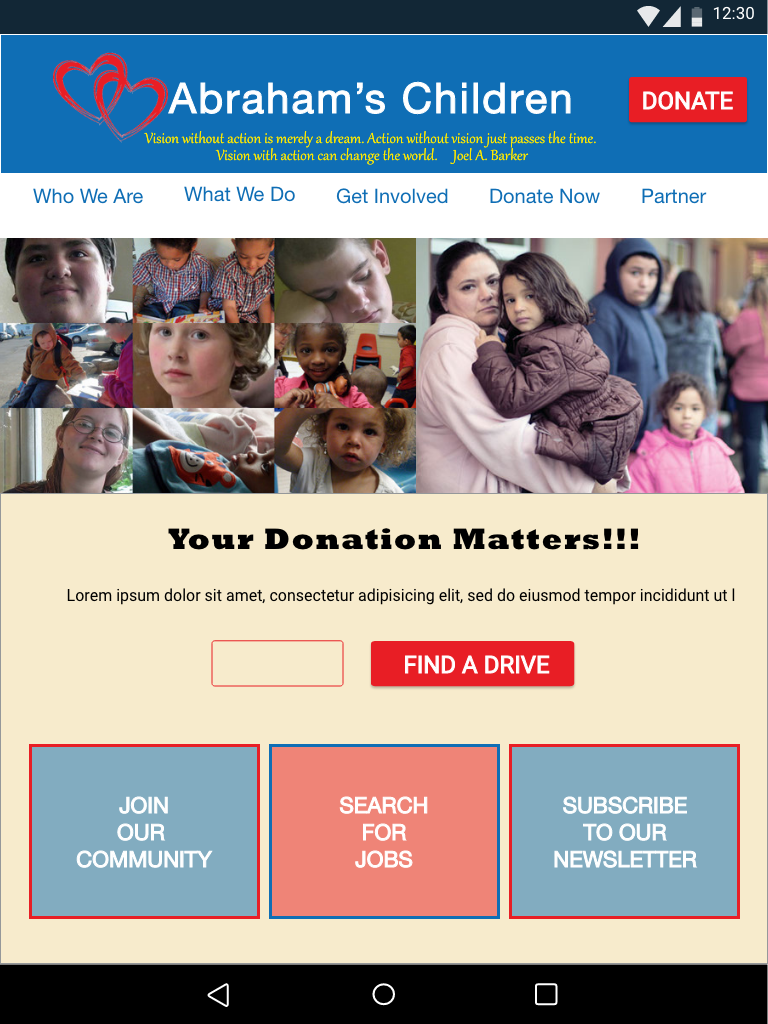 12:30
Abraham’s Children
DONATE
Vision without action is merely a dream. Action without vision just passes the time.
Vision with action can change the world. Joel A. Barker
Who We Are What We Do Get Involved Donate Now Partner
Your Donation Matters!!!
Lorem ipsum dolor sit amet, consectetur adipisicing elit, sed do eiusmod tempor incididunt ut l
FIND A DRIVE
JOIN
OUR
COMMUNITY
SEARCH
FOR
JOBS
SUBSCRIBE
TO OUR
NEWSLETTER